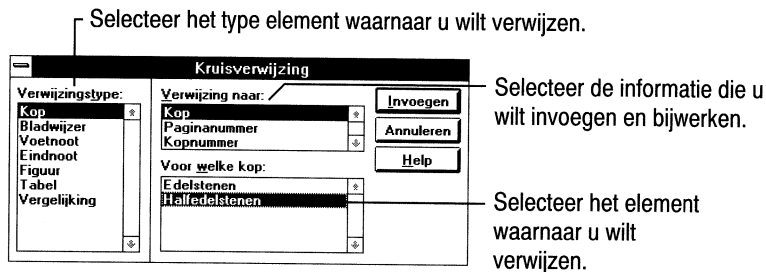 Selecteer het type element waarnaar u wilt verwijzen.
Kruisverwijzing
Verwijzingstype:
Kop
Bladwijzer
Voetnoot
Eindnoot
Figuur
Tabel
Vergelijking
Verwijzing naar:
Kop
Paginanummer
Kopnummer
Voor welke kop:
Edelstenen
Halfedelstenen
Invoegen
Annuleren
Help
Selecteer de informatie die u
wilt invoegen en bijwerken.
Selecteer het element
waarnaar u wilt
verwijzen.